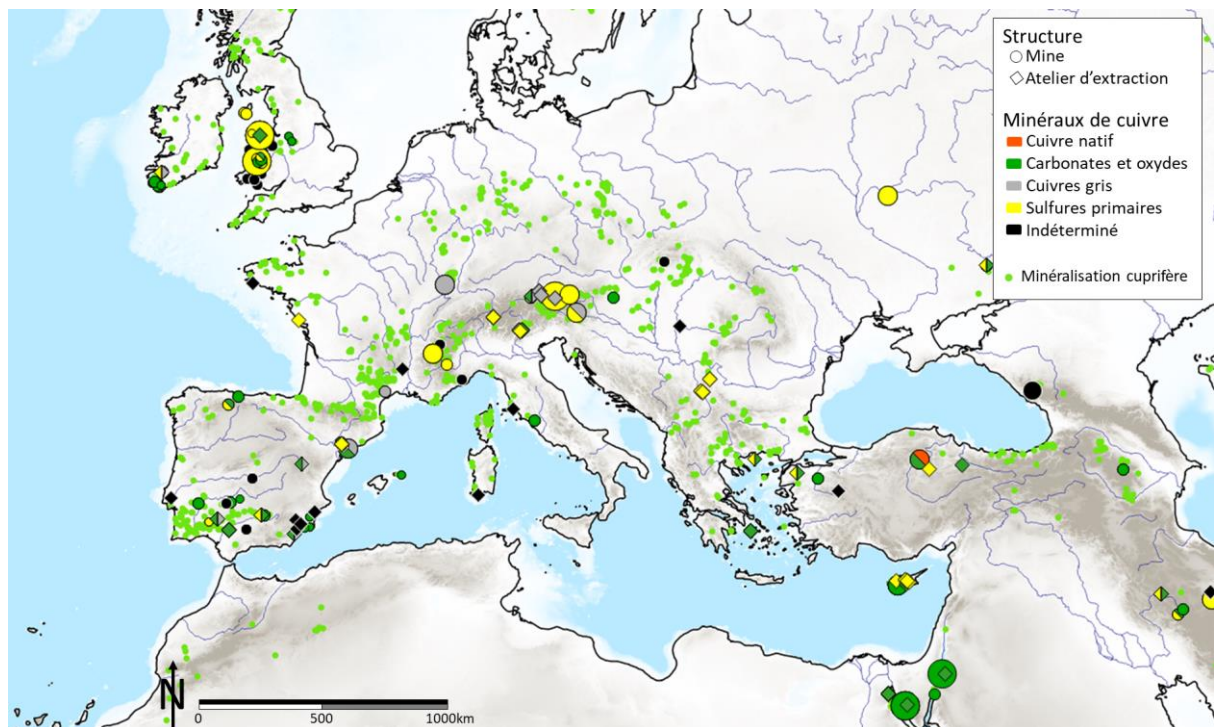 Structure
Mine
Atelier d'extraction
Minéraux de cuivre
Cuivre natif
Carbonates et oxydes
Cuivres gris
Sulfures primaires
Indéterminé
Minéralisation cuprifère
N
0 500 1000km